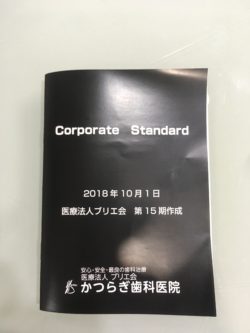 Corporate Standard
2018年10月1日
医療法人ブリエ会 第15期作成
安心・安全・最良の歯科治療
医療法人 ブリエ会
かつらぎ歯科医院